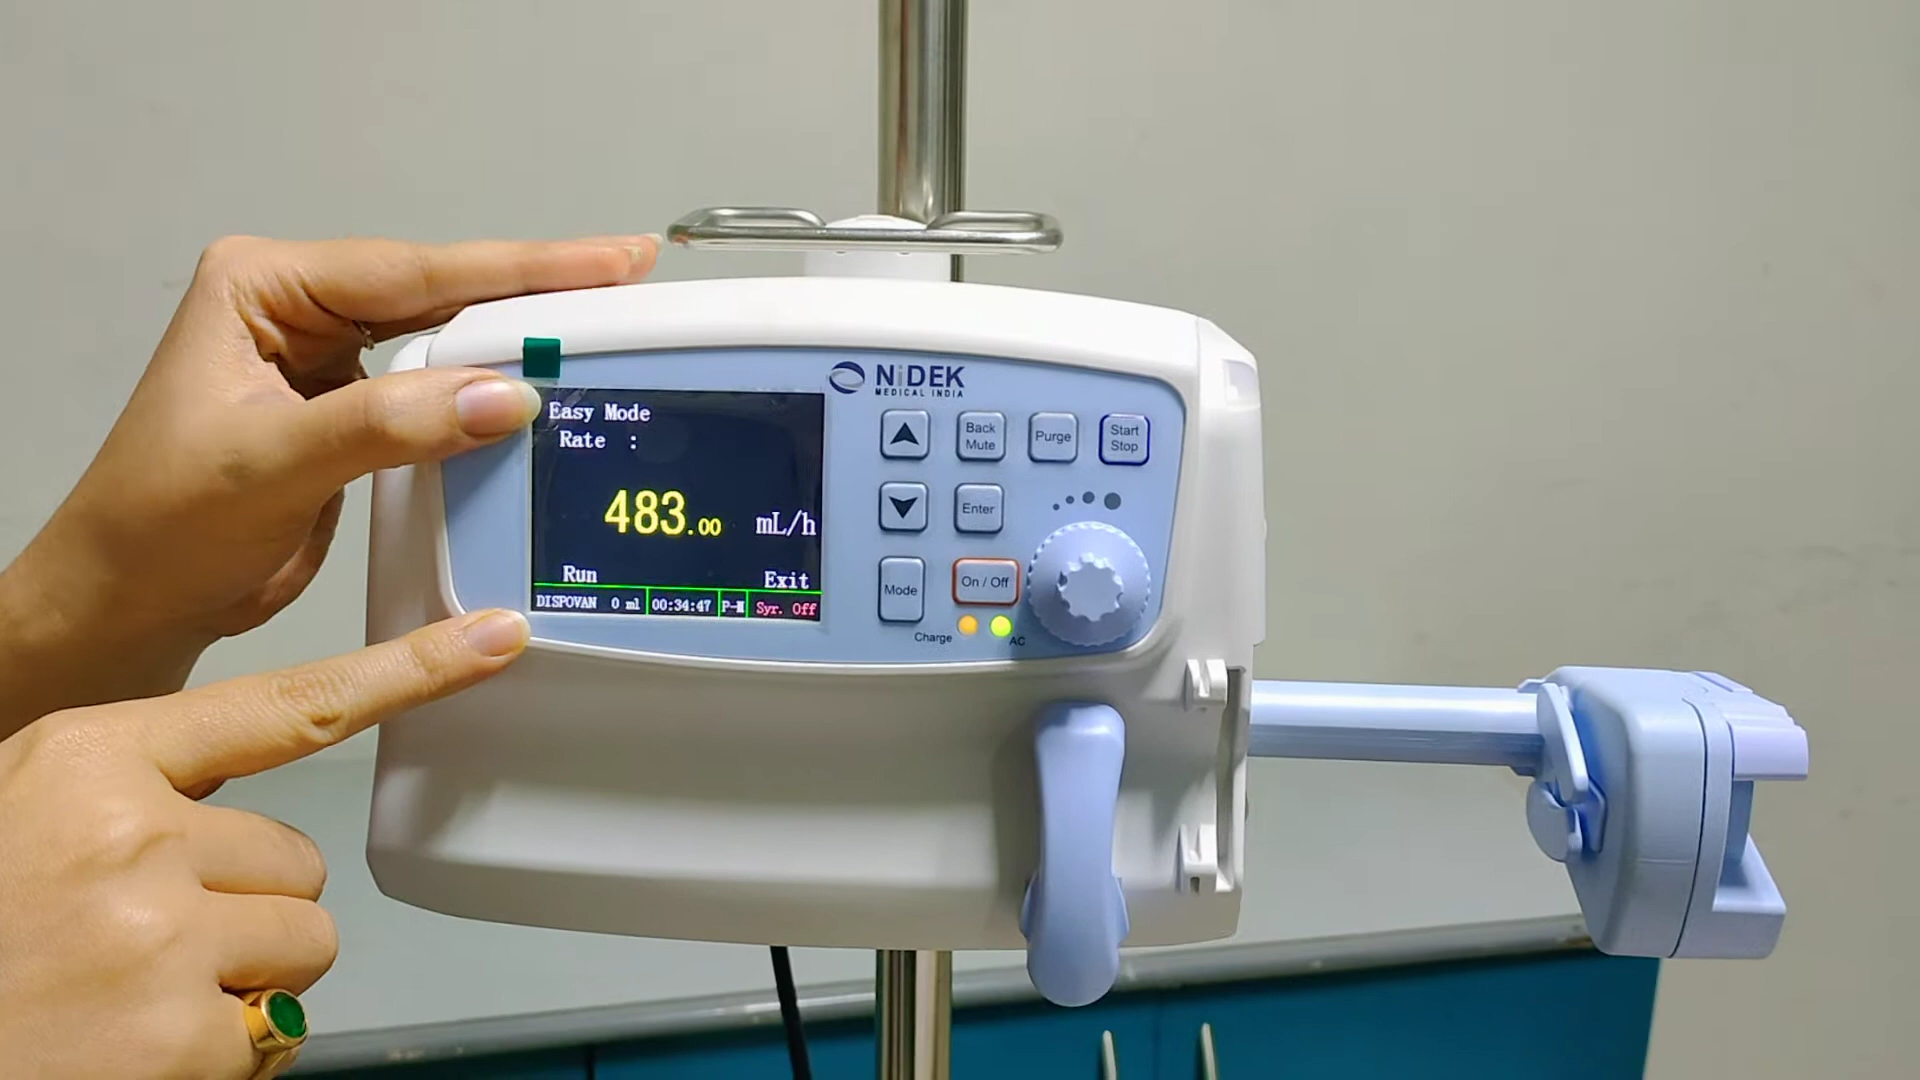 NiDEK
MEDICAL INDIA
Easy Mode
Rate :
483.00 mL/h
Run Exit
DISPOVAN 0 ml 00:34:47 P-M Syr. Off
Back
Mute
Purge
Start
Stop
Enter
Mode
On / Off
Charge
AC